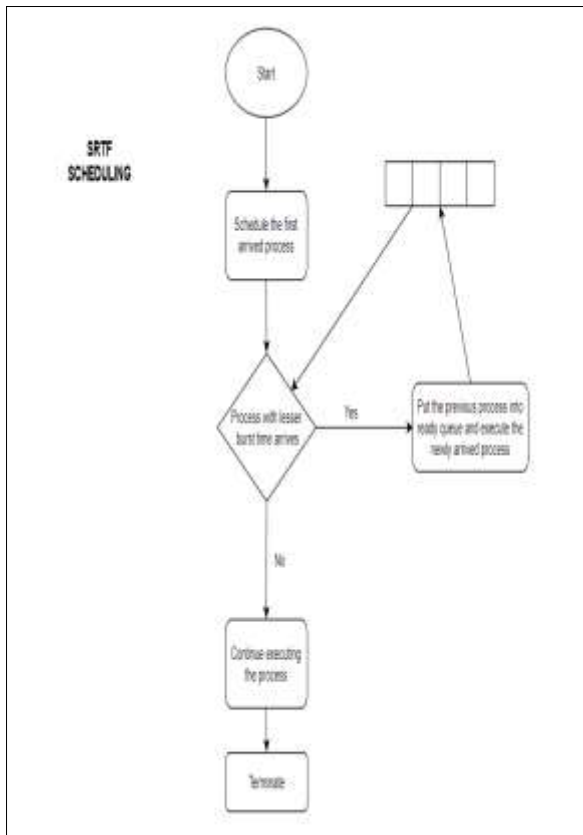 Start
SRTF
SCHEDULING
Schedule the first
arrived process
Process with lesser
burst time arrives
Yes
Put the previous process into
ready queue and execute the
newly arrived process
No
Continue executing
the process
Terminate